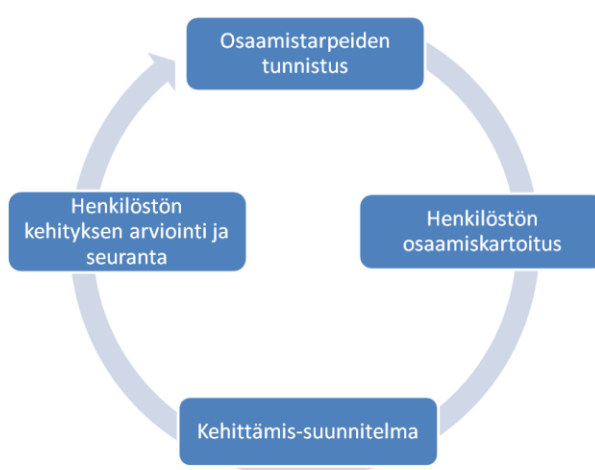 Osaamistarpeiden
tunnistus
Henkilöstön
osaamiskartoitus
Kehittämis-suunnitelma
Henkilöstön
kehityksen arviointi ja
seuranta